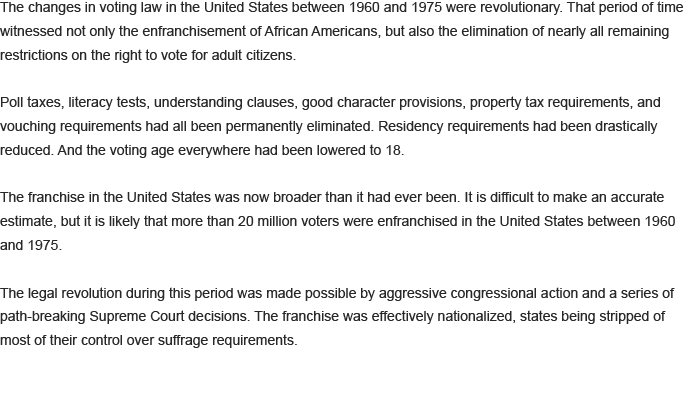 The changes in voting law in the United States between 1960 and 1975 were revolutionary. That period of time
witnessed not only the enfranchisement of African Americans, but also the elimination of nearly all remaining
restrictions on the right to vote for adult citizens.
Poll taxes, literacy tests, understanding clauses, good character provisions, property tax requirements, and
vouching requirements had all been permanently eliminated. Residency requirements had been drastically
reduced. And the voting age everywhere had been lowered to 18.
The franchise in the United States was now broader than it had ever been. It is difficult to make an accurate
estimate, but it is likely that more than 20 million voters were enfranchised in the United States between 1960
and 1975.
The legal revolution during this period was made possible by aggressive congressional action and a series of
path-breaking Supreme Court decisions. The franchise was effectively nationalized, states being stripped of
most of their control over suffrage requirements.